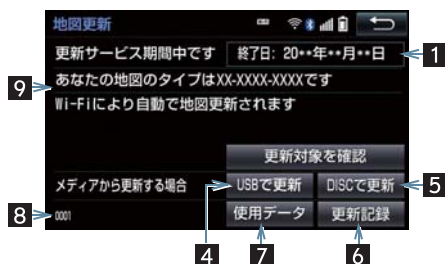 地図更新
更新サービス期間中です 終了日: 20**年**月**日 1
9 あなたの地図のタイプはXX-XXXX-XXXXです
Wi-Fiにより自動で地図更新されます
更新対象を確認
メディアから更新する場合 USBで更新 DISCで更新 5
8 0001 使用データ 更新記録
4 7 6